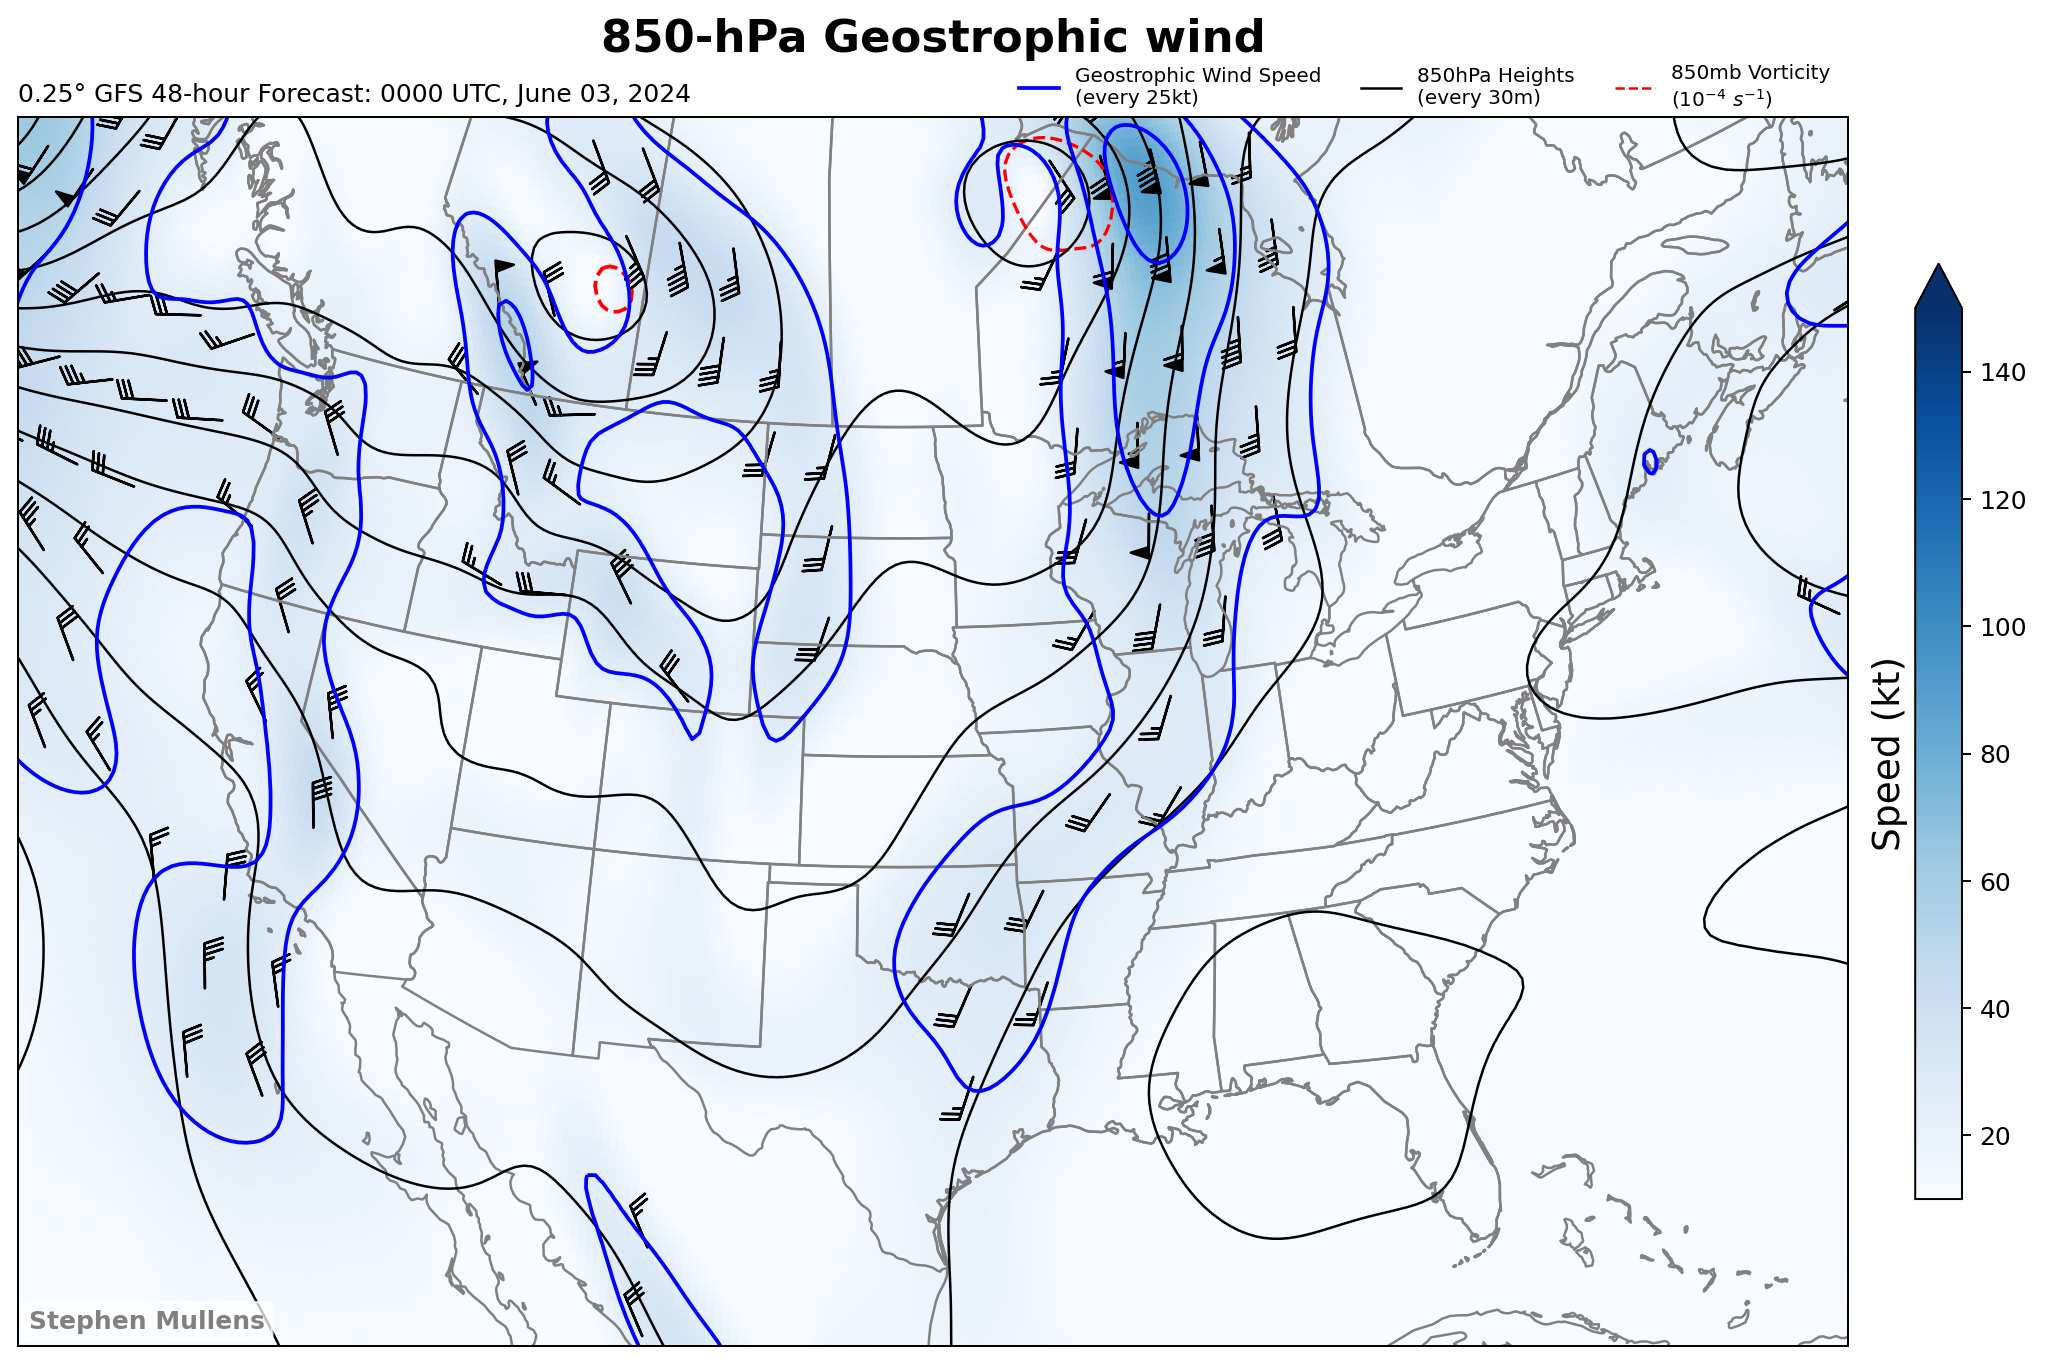 850-hPa Geostrophic wind
0.25° GFS 48-hour Forecast: 0000 UTC, June 03, 2024
Geostrophic Wind Speed
(every 25kt)
850hPa Heights
(every 30m)
850mb Vorticity
(10⁻⁴ s⁻¹)
140
120
100
80
60
40
20
Speed (kt)
Stephen Mullens